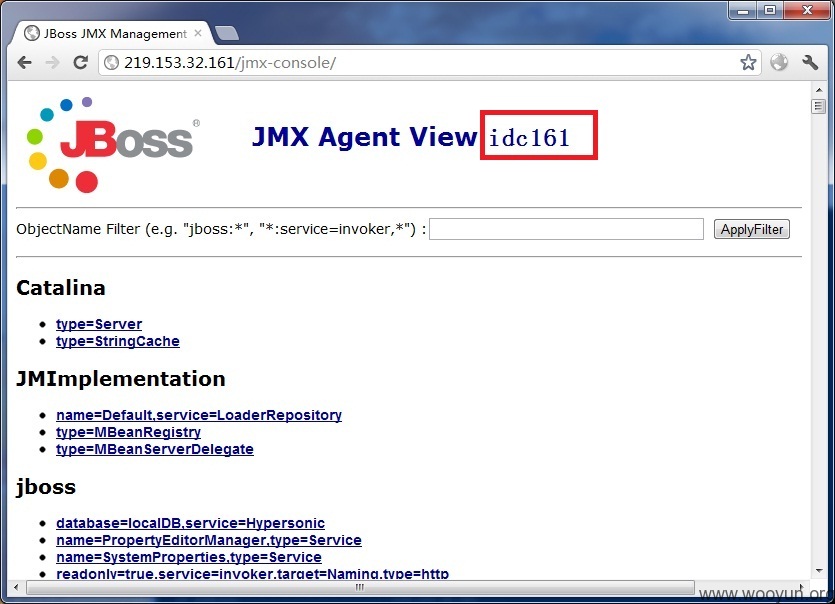 JBoss JMX Management
219.153.32.161/jmx-console/
JBoss®
JMX Agent View idc161
ObjectName Filter (e.g. "jboss:*", "*:service=invoker,*") :
ApplyFilter
Catalina
type=Server
type=StringCache
JMImplementation
name=Default,service=LoaderRepository
type=MBeanRegistry
type=MBeanServerDelegate
jboss
database=localDB,service=Hypersonic
name=PropertyEditorManager,type=Service
name=SystemProperties,type=Service
readonly=true,service=invoker,target=Naming,type=http
www.wooyun.org